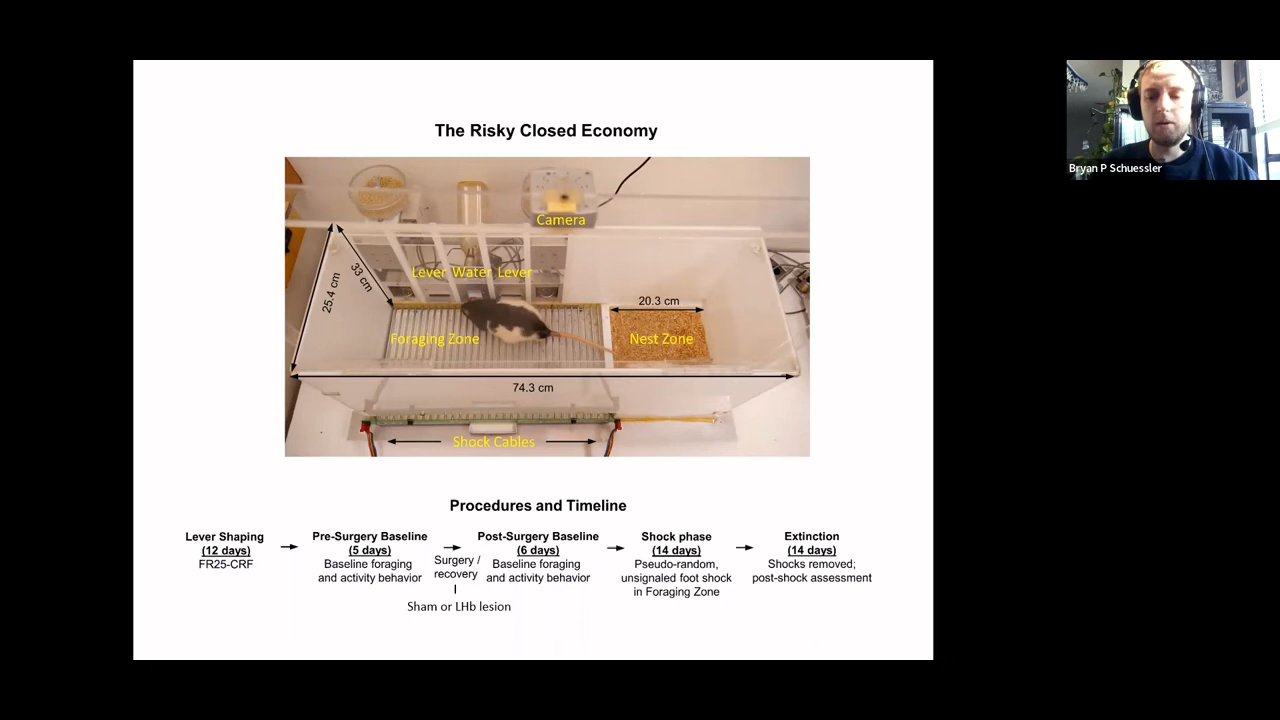 The Risky Closed Economy
Camera
Lever Water Lever
33 cm
25.4 cm
20.3 cm
Foraging Zone
Nest Zone
74.3 cm
Shock Cables
Bryan P Schuessler
Procedures and Timeline
Lever Shaping
(12 days)
FR25-CRF
Pre-Surgery Baseline
(5 days)
Baseline foraging
and activity behavior
Surgery /
recovery
Sham or LHb lesion
Post-Surgery Baseline
(6 days)
Baseline foraging
and activity behavior
Shock phase
(14 days)
Pseudo-random,
unsignaled foot shock
in Foraging Zone
Extinction
(14 days)
Shocks removed;
post-shock assessment